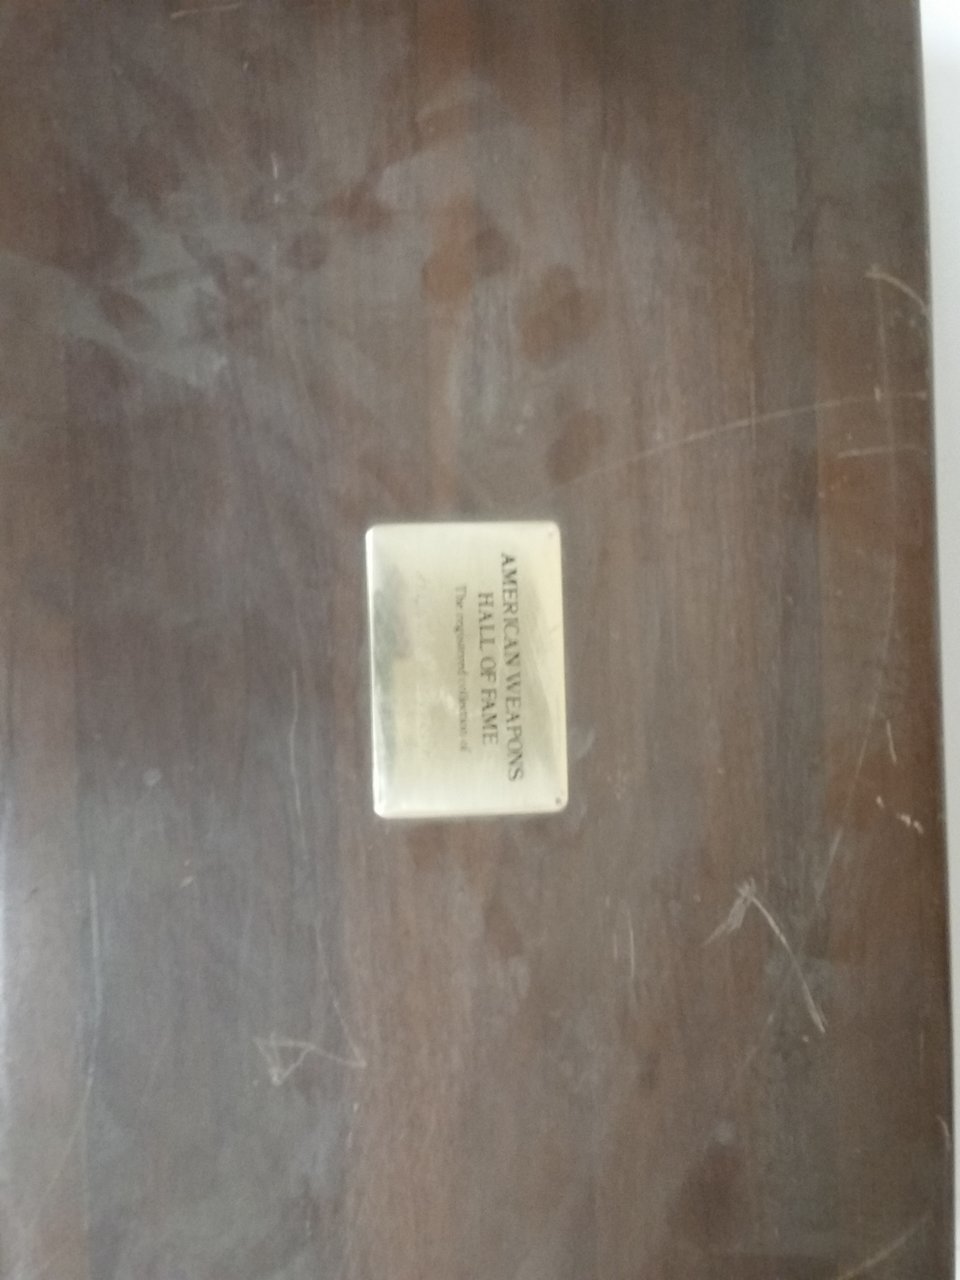 AMERICAN WEAPONS
HALL OF FAME
The registered collection of